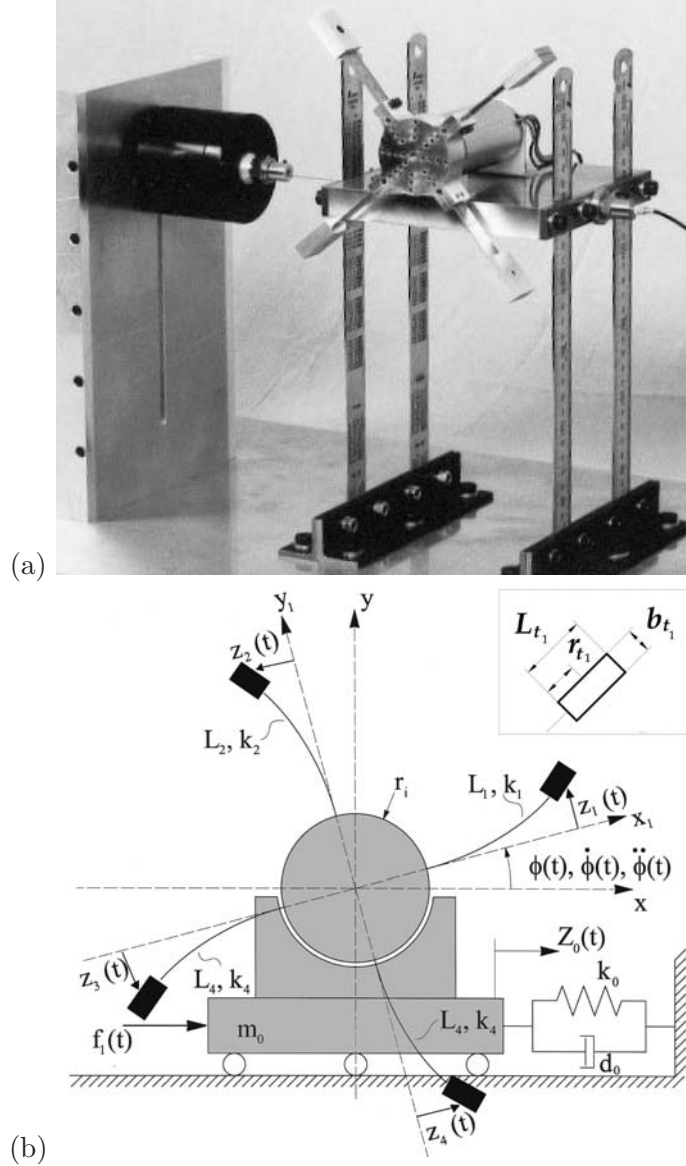 (a)
y₁
y
z₂(t)
L_{t₁}
b_{t₁}
r_{t₁}
L₂, k₂
r_i
L₁, k₁
z₁(t)
x₁
ϕ(t), ϕ̇(t), ϕ̈(t)
x
z₃(t)
L₄, k₄
Z₀(t)
k₀
f₁(t)
m₀
L₄, k₄
d₀
z₄(t)
(b)